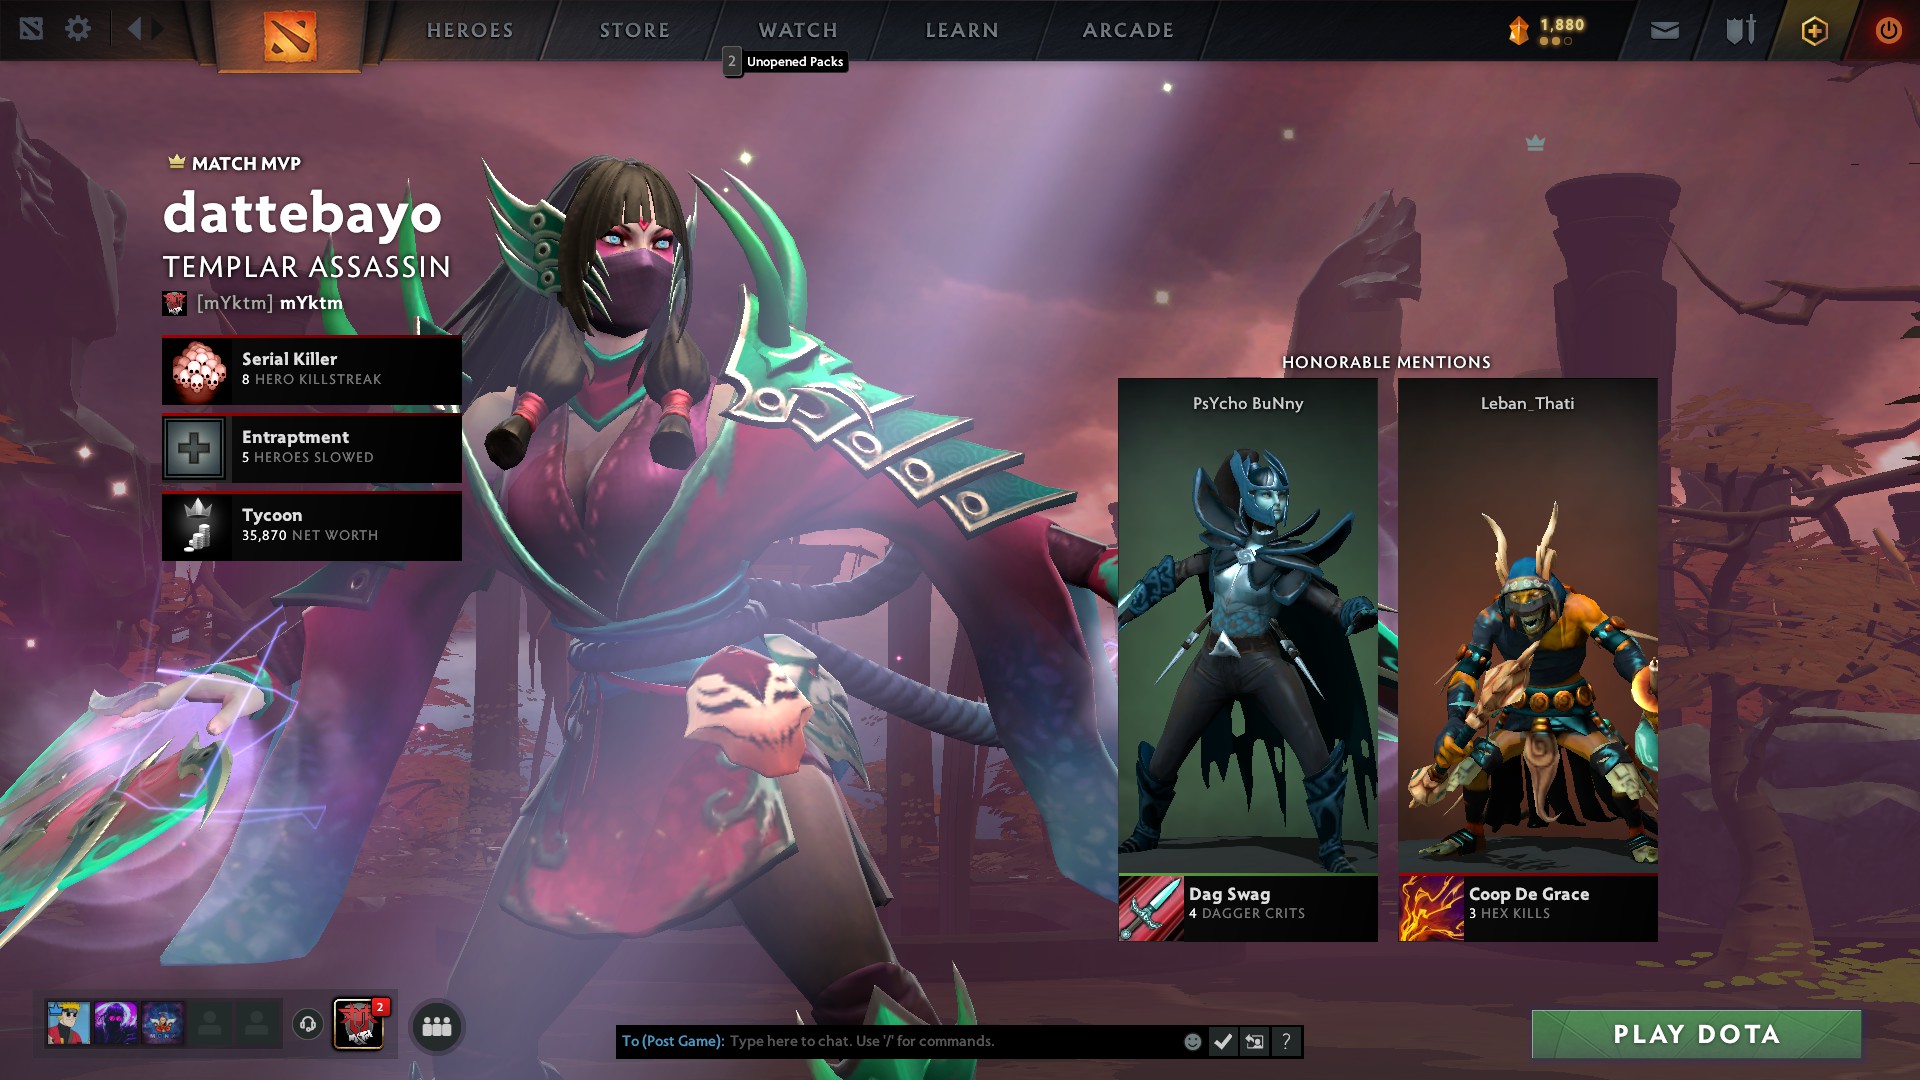 HEROES
STORE
WATCH
LEARN
ARCADE
1,880
2 Unopened Packs
MATCH MVP
dattebayo
TEMPLAR ASSASSIN
[mYktm] mYktm
Serial Killer
8 HERO KILLSTREAK
Entraptment
5 HEROES SLOWED
Tycoon
35,870 NET WORTH
HONORABLE MENTIONS
PsYcho BuNny
Dag Swag
4 DAGGER CRITS
Leban_Thati
Coop De Grace
3 HEX KILLS
2
To (Post Game): Type here to chat. Use '/' for commands.
?
PLAY DOTA